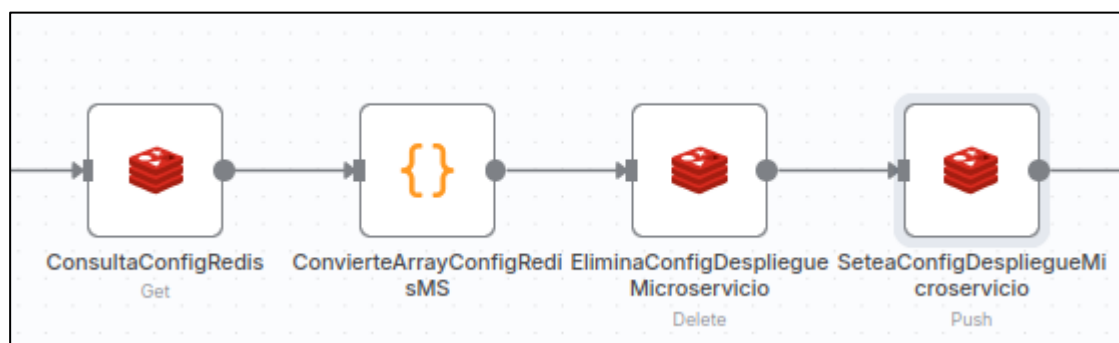 ConsultaConfigRedis
Get
ConvierteArrayConfigRedi
sMS
EliminaConfigDespliegue
Microservicio
Delete
SeteaConfigDespliegueMi
croservicio
Push